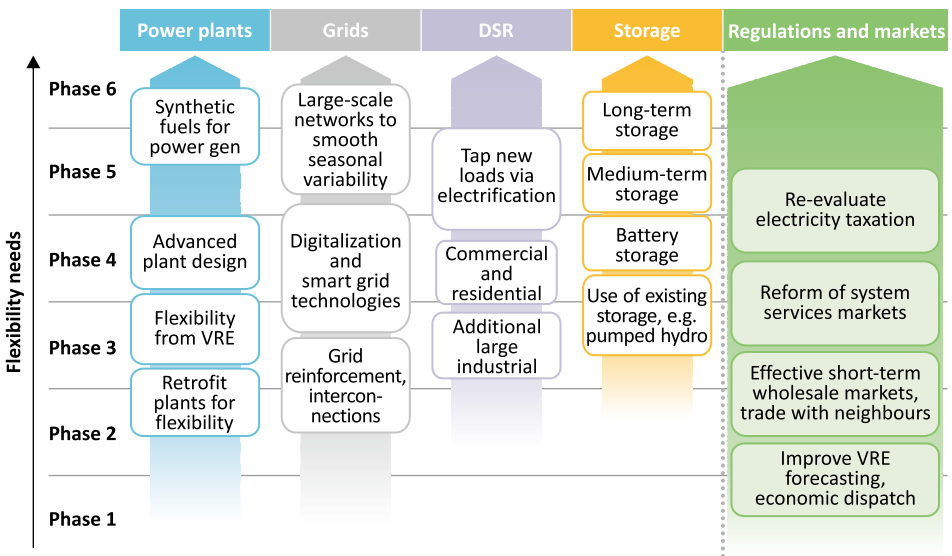 Power plants
Grids
DSR
Storage
Regulations and markets
Flexibility needs
Phase 6
Phase 5
Phase 4
Phase 3
Phase 2
Phase 1
Synthetic
fuels for
power gen
Advanced
plant design
Flexibility
from VRE
Retrofit
plants for
flexibility
Large-scale
networks to
smooth
seasonal
variability
Digitalization
and
smart grid
technologies
Grid
reinforcement,
intercon-
nections
Tap new
loads via
electrification
Commercial
and
residential
Additional
large
industrial
Long-term
storage
Medium-term
storage
Battery
storage
Use of existing
storage, e.g.
pumped hydro
Re-evaluate
electricity taxation
Reform of system
services markets
Effective short-term
wholesale markets,
trade with neighbours
Improve VRE
forecasting,
economic dispatch